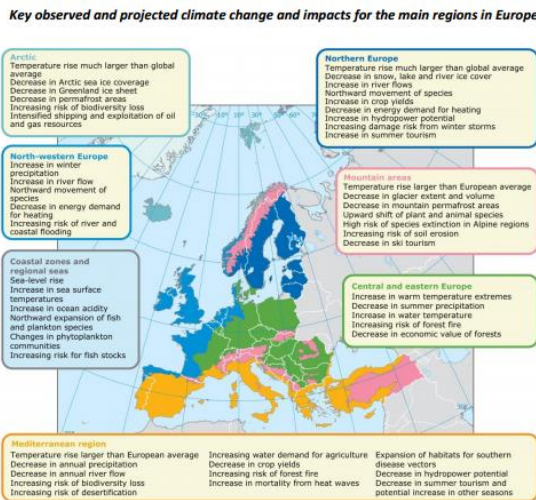 Key observed and projected climate change and impacts for the main regions in Europe
Arctic
Temperature rise much larger than global
average
Decrease in Arctic sea ice coverage
Decrease in Greenland ice sheet
Decrease in permafrost areas
Increasing risk of biodiversity loss
Intensified shipping and exploitation of oil
and gas resources
Northern Europe
Temperature rise much larger than global average
Decrease in snow, lake and river ice cover
Increase in river flows
Northward movement of species
Increase in crop yields
Decrease in energy demand for heating
Increase in hydropower potential
Increasing damage risk from winter storms
Increase in summer tourism
North-western Europe
Increase in winter
precipitation
Increase in river flow
Northward movement of
species
Decrease in energy demand
for heating
Increasing risk of river and
coastal flooding
Mountain areas
Temperature rise larger than European average
Decrease in glacier extent and volume
Decrease in mountain permafrost areas
Upward shift of plant and animal species
High risk of species extinction in Alpine regions
Increasing risk of soil erosion
Decrease in ski tourism
Coastal zones and
regional seas
Sea-level rise
Increase in sea surface
temperatures
Increase in ocean acidity
Northward expansion of fish
and plankton species
Changes in phytoplankton
communities
Increasing risk for fish stocks
Central and eastern Europe
Increase in warm temperature extremes
Decrease in summer precipitation
Increase in water temperature
Increasing risk of forest fire
Decrease in economic value of forests
Mediterranean region
Temperature rise larger than European average
Decrease in annual precipitation
Decrease in annual river flow
Increasing risk of biodiversity loss
Increasing risk of desertification
Increasing water demand for agriculture
Decrease in crop yields
Increasing risk of forest fire
Increase in mortality from heat waves
Expansion of habitats for southern
disease vectors
Decrease in hydropower potential
Decrease in summer tourism and
potential increase in other seasons